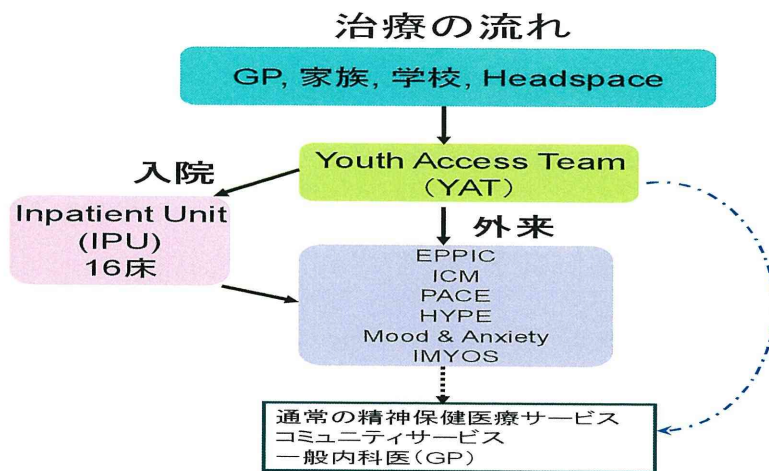 治療の流れ
GP, 家族, 学校, Headspace
Youth Access Team
(YAT)
入院
Inpatient Unit
(IPU)
16床
外来
EPPIC
ICM
PACE
HYPE
Mood & Anxiety
IMYOS
通常の精神保健医療サービス
コミュニティサービス
一般内科医(GP)